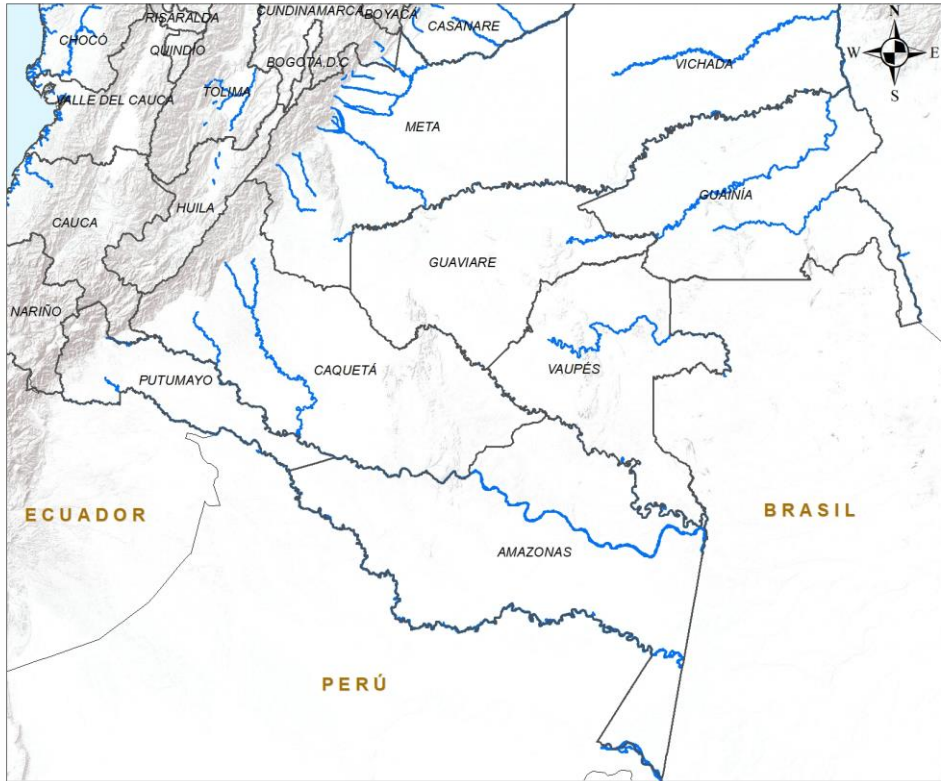 CUNDINAMARCA
BOYACÁ
RISARALDA
CASANARE
N
CHOCÓ
QUINDÍO
BOGOTÁ D.C
W
E
VICHADA
VALLE DEL CAUCA
TOLIMA
S
META
GUAINÍA
HUILA
CAUCA
GUAVIARE
NARIÑO
CAQUETÁ
VAUPÉS
PUTUMAYO
ECUADOR
BRASIL
AMAZONAS
PERÚ